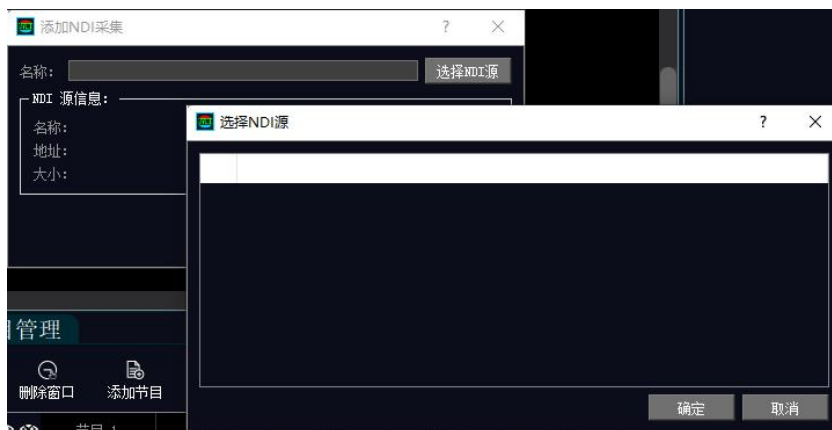 添加NDI采集
名称:
选择NDI源
NDI 源信息:
名称:
地址:
大小:
选择NDI源
确定
取消
管理
删除窗口
添加节目